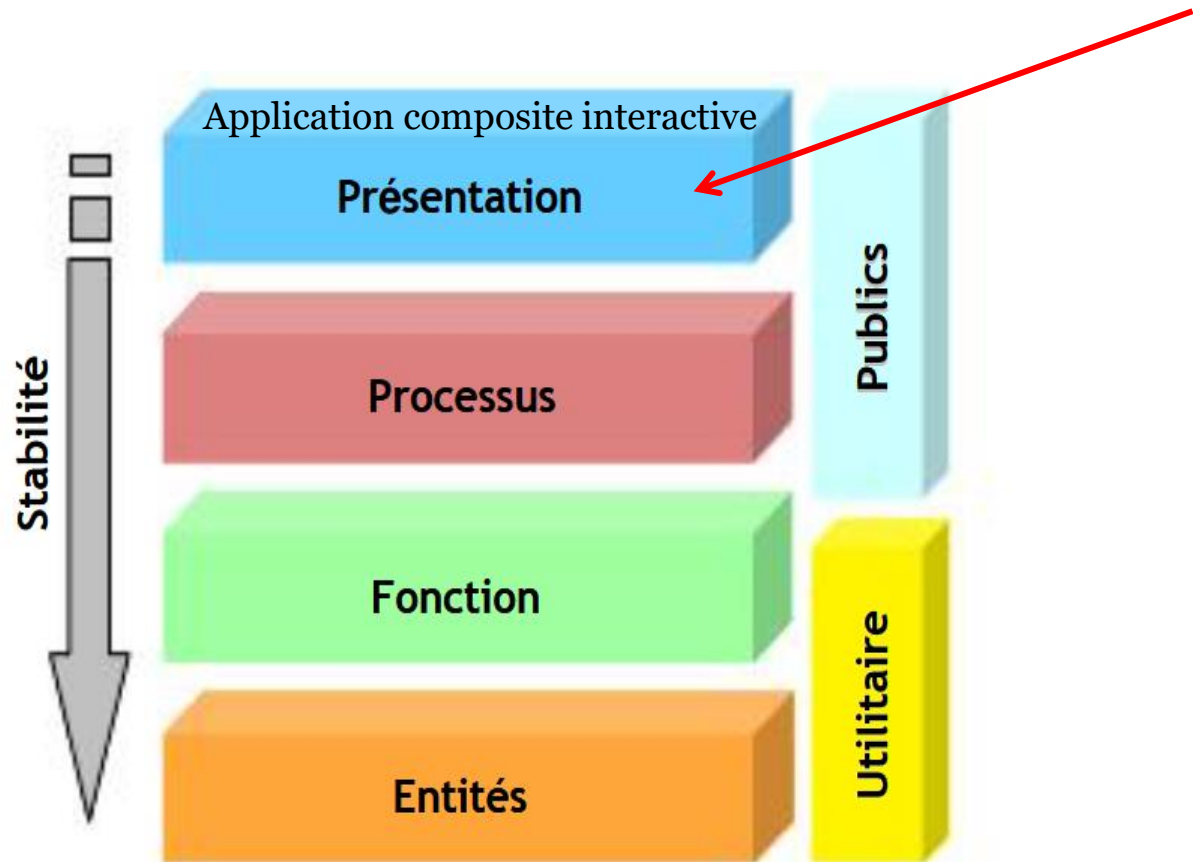 Application composite interactive
Présentation
Processus
Fonction
Entités
Stabilité
Publics
Utilitaire